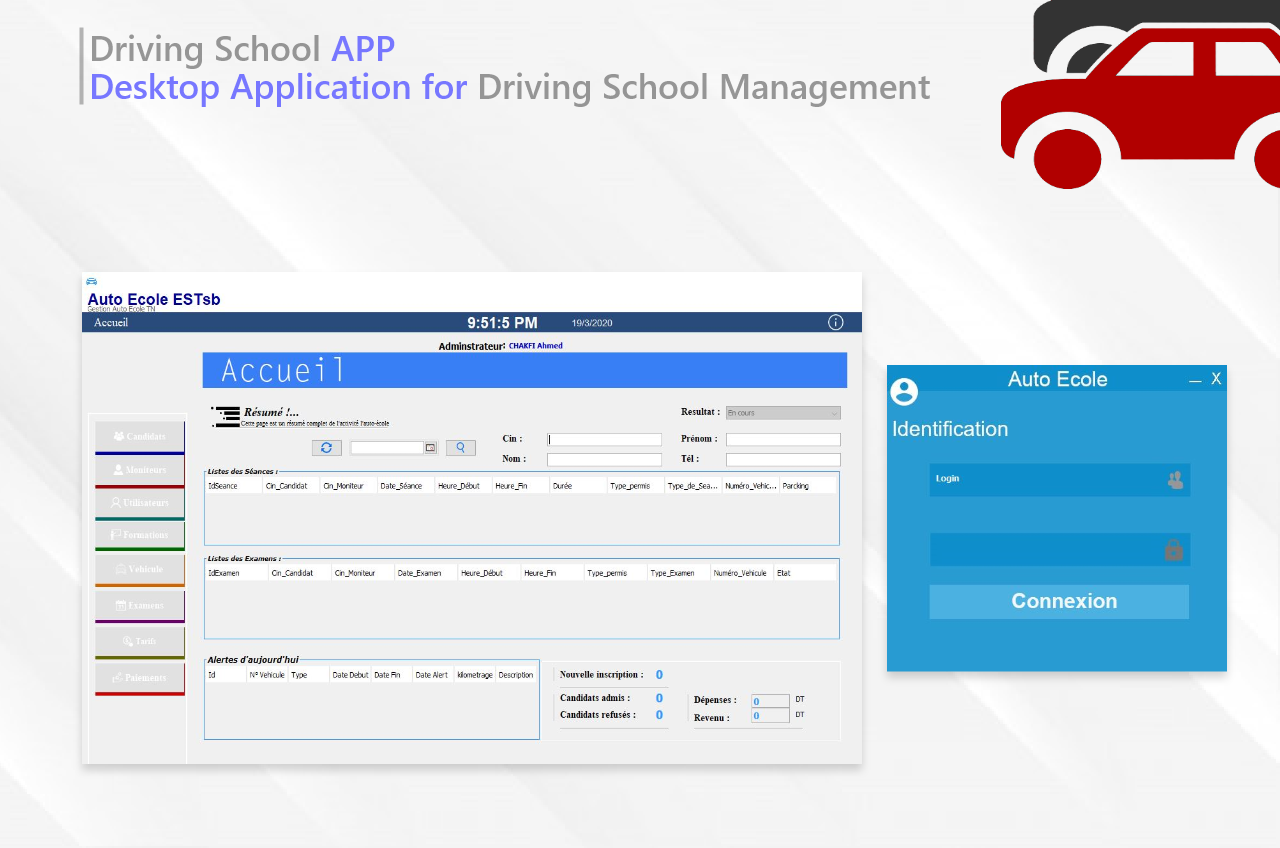 Driving School APP
Desktop Application for Driving School Management
Auto Ecole ESTsb
Gestion Auto Ecole TN
Accueil
9:51:5 PM
19/3/2020
Adminstrateur: CHAKFI Ahmed
Accueil
Résumé !...
Cette page est un résumé complet de l'activité l'auto-école
Resultat :
En cours
Cin :
Prénom :
Nom :
Tél :
Candidats
Moniteurs
Utilisateurs
Formations
Vehicule
Examens
Tarifs
Paiements
Listes des Séances :
IdSeance Cin_Candidat Cin_Moniteur Date_Séance Heure_Début Heure_Fin Durée Type_permis Type_de_Sea... Numéro_Vehic... Parcking
Listes des Examens :
IdExamen Cin_Candidat Cin_Moniteur Date_Examen Heure_Début Heure_Fin Type_permis Type_Examen Numéro_Vehicule Etat
Alertes d'aujourd'hui
Id N° Vehicule Type Date Debut Date Fin Date Alert kilometrage Description
Nouvelle inscription : 0
Candidats admis : 0
Candidats refusés : 0
Dépenses : 0 DT
Revenu : 0 DT
Auto Ecole
X
Identification
Login
Connexion